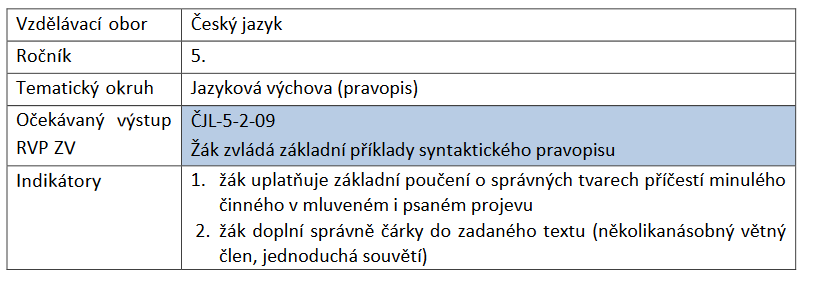 Vzdělávací obor Český jazyk
Ročník 5.
Tematický okruh Jazyková výchova (pravopis)
Očekávaný výstup ČJL-5-2-09
RVP ZV Žák zvládá základní příklady syntaktického pravopisu
Indikátory 1. žák uplatňuje základní poučení o správných tvarech příčestí minulého
činného v mluveném i psaném projevu
2. žák doplní správně čárky do zadaného textu (několikanásobný větný
člen, jednoduchá souvětí)